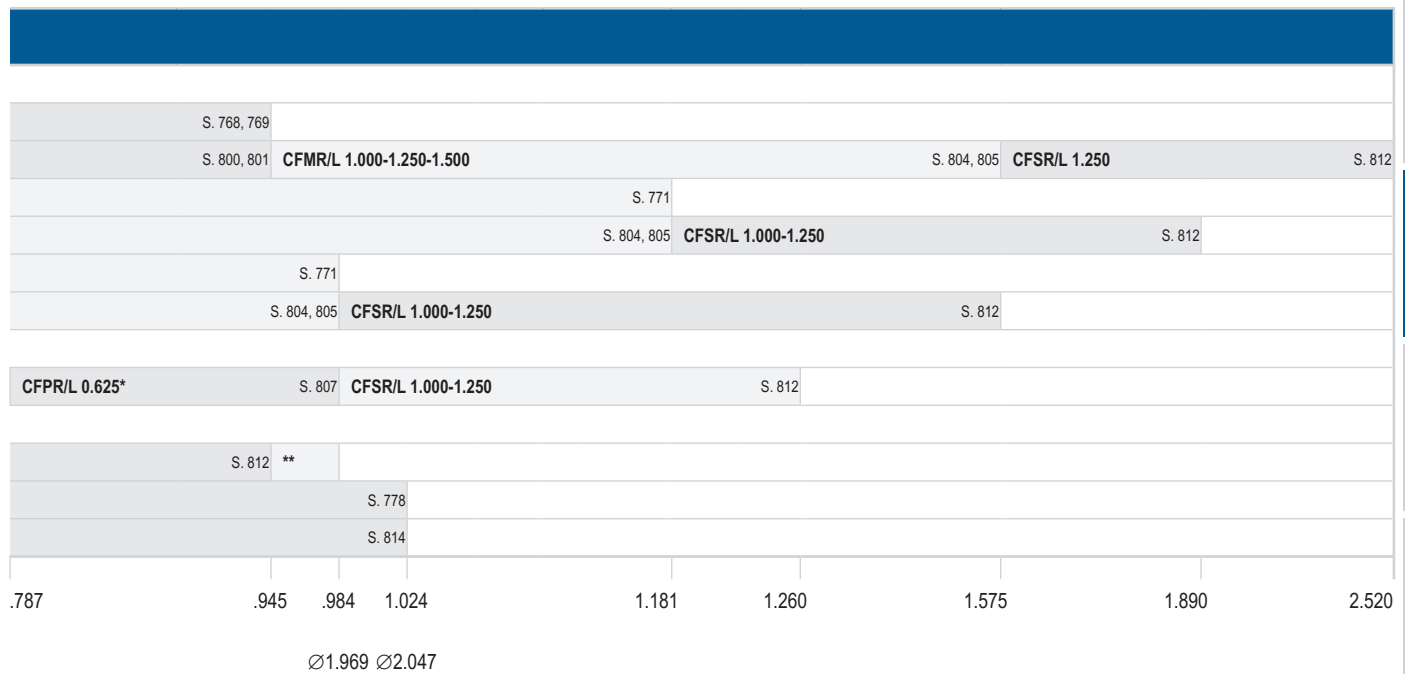 S. 768, 769
S. 800, 801 CFMR/L 1.000-1.250-1.500 S. 804, 805 CFSR/L 1.250 S. 812
S. 771
S. 804, 805 CFSR/L 1.000-1.250 S. 812
S. 771
S. 804, 805 CFSR/L 1.000-1.250 S. 812
CFPR/L 0.625* S. 807 CFSR/L 1.000-1.250 S. 812
S. 812 **
S. 778
S. 814
.787 .945 .984 1.024 1.181 1.260 1.575 1.890 2.520
∅1.969 ∅2.047